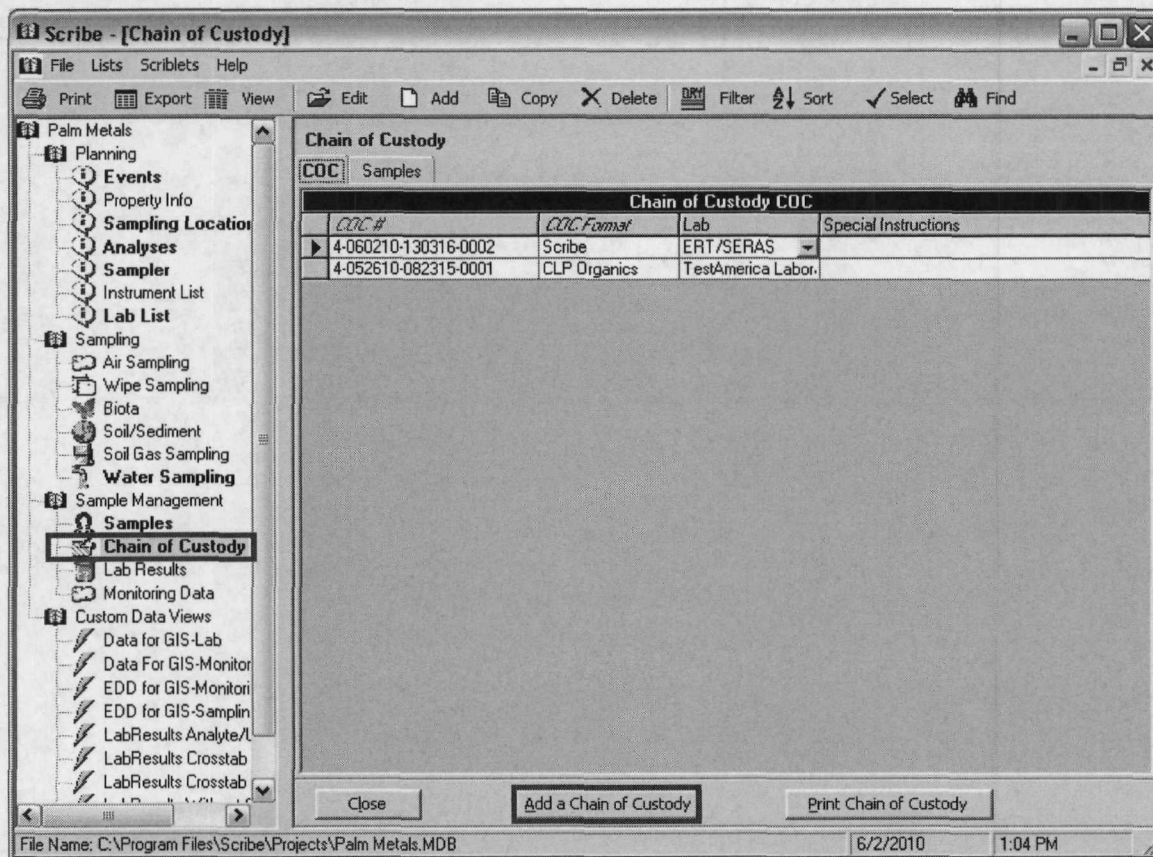 Scribe - [Chain of Custody]
File Lists Scriblets Help
Print Export View Edit Add Copy Delete Filter Sort Select Find
Palm Metals
Planning
Events
Property Info
Sampling Location
Analyses
Sampler
Instrument List
Lab List
Sampling
Air Sampling
Wipe Sampling
Biota
Soil/Sediment
Soil Gas Sampling
Water Sampling
Sample Management
Samples
Chain of Custody
Lab Results
Monitoring Data
Custom Data Views
Data for GIS-Lab
Data For GIS-Monitor
EDD for GIS-Monitori
EDD for GIS-Samplin
LabResults Analyte/L
LabResults Crosstab
LabResults Crosstab
Chain of Custody
COC Samples
Chain of Custody COC
COC # COC Format Lab Special Instructions
4-060210-130316-0002 Scribe ERT/SERAS
4-052610-082315-0001 CLP Organics TestAmerica Labor
Close Add a Chain of Custody Print Chain of Custody
File Name: C:\Program Files\Scribe\Projects\Palm Metals.MDB 6/2/2010 1:04 PM